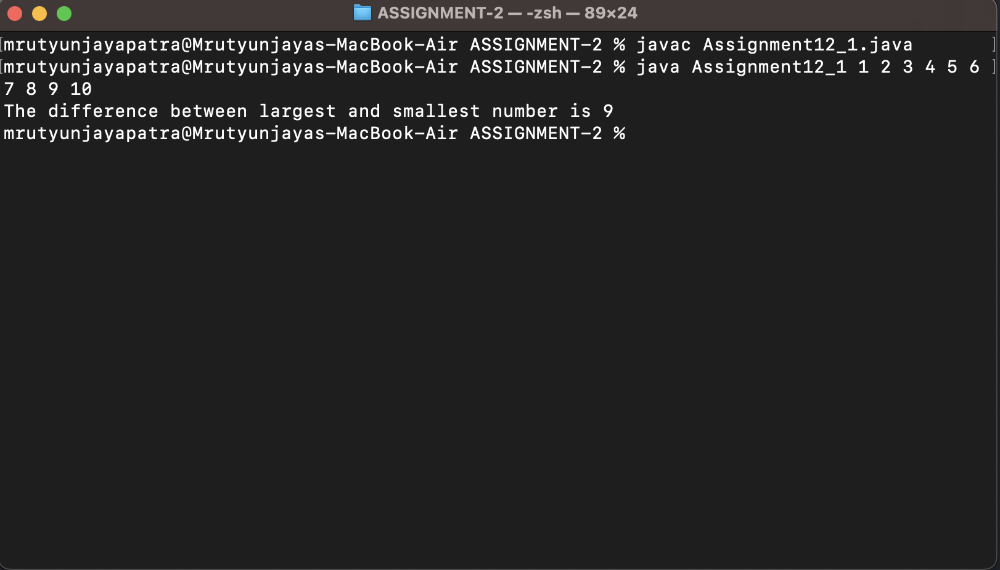 ASSIGNMENT-2 — -zsh — 89×24
[mrutyunjayapatra@Mrutyunjayas-MacBook-Air ASSIGNMENT-2 % javac Assignment12_1.java ]
[mrutyunjayapatra@Mrutyunjayas-MacBook-Air ASSIGNMENT-2 % java Assignment12_1 1 2 3 4 5 6 ]
7 8 9 10
The difference between largest and smallest number is 9
mrutyunjayapatra@Mrutyunjayas-MacBook-Air ASSIGNMENT-2 %